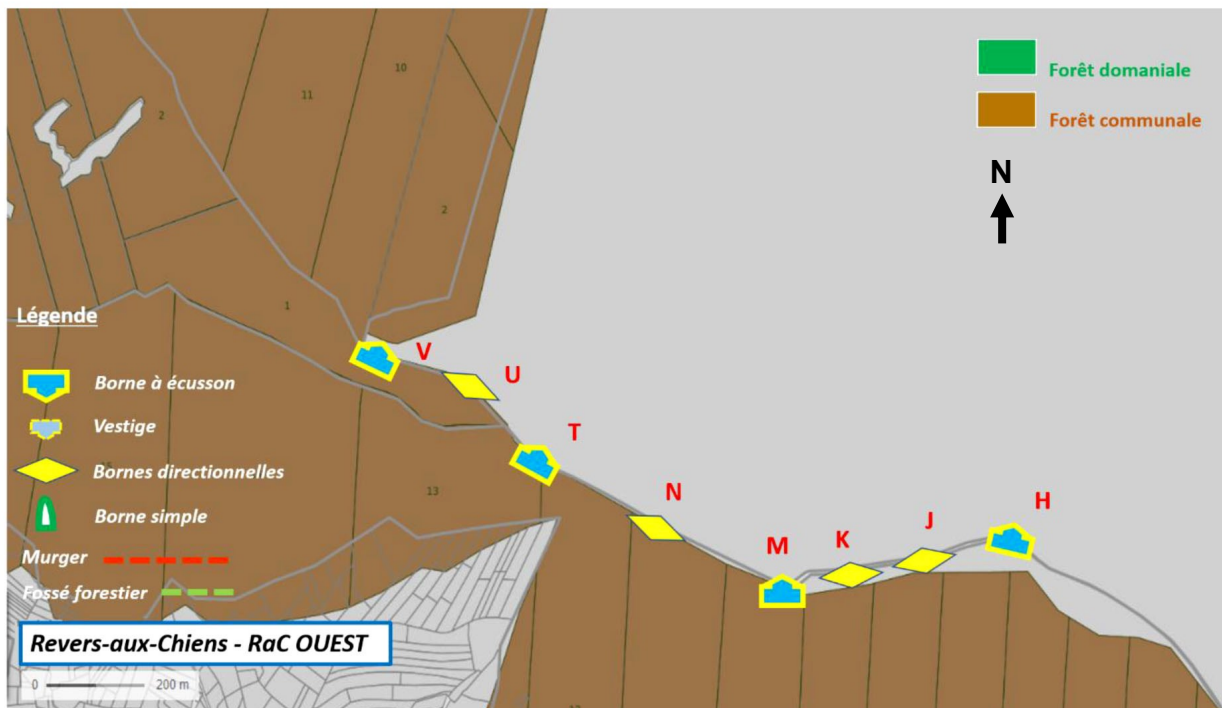 Forêt domaniale
Forêt communale
N
10
11
2
2
1
Légende
V
U
Borne à écusson
T
Vestige
Bornes directionnelles
13
N
H
J
K
M
Borne simple
Murger
Fossé forestier
Revers-aux-Chiens - RaC OUEST
0 200 m